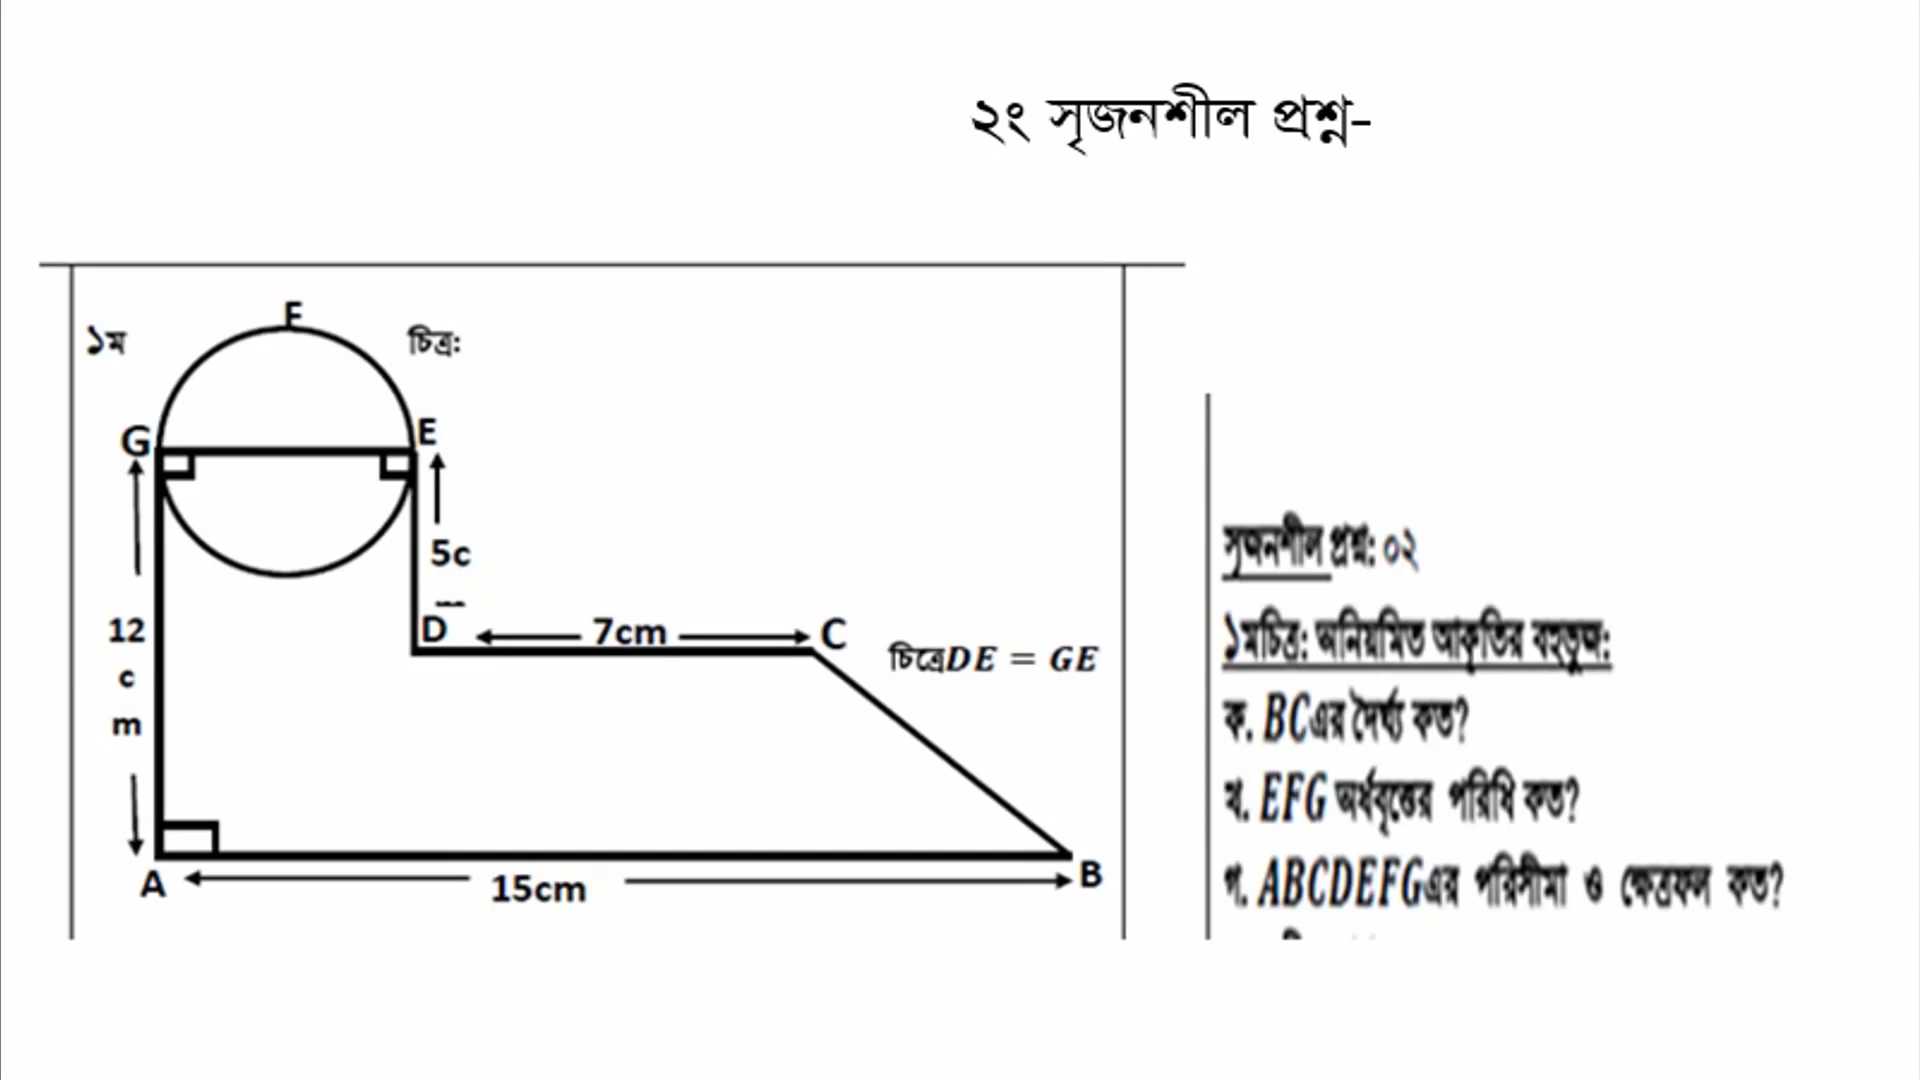 ২ং সৃজনশীল প্রশ্ন-
F
১ম চিত্র:
G
E
5c
m
12
c
m
D
7cm
C
চিত্রেDE = GE
A
15cm
B
সৃজনশীল প্রশ্ন: ০২
১মচিত্র: অনিয়মিত আকৃতির বহুভুজ:
ক. BCএর দৈর্ঘ্য কত?
খ. EFG অর্ধবৃত্তের পরিধি কত?
গ. ABCDEFGএর পরিসীমা ও ক্ষেত্রফল কত?